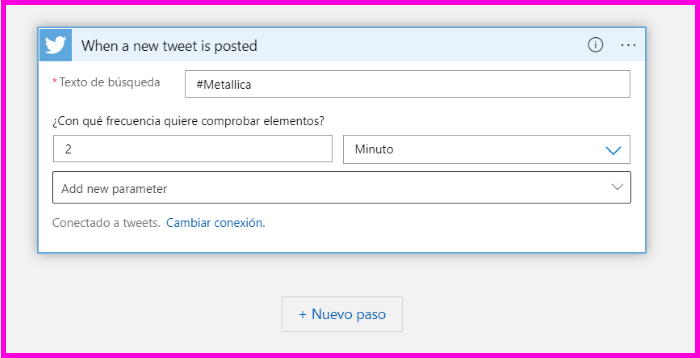 When a new tweet is posted
* Texto de búsqueda
#Metallica
¿Con qué frecuencia quiere comprobar elementos?
2
Minuto
Add new parameter
Conectado a tweets. Cambiar conexión.
+ Nuevo paso